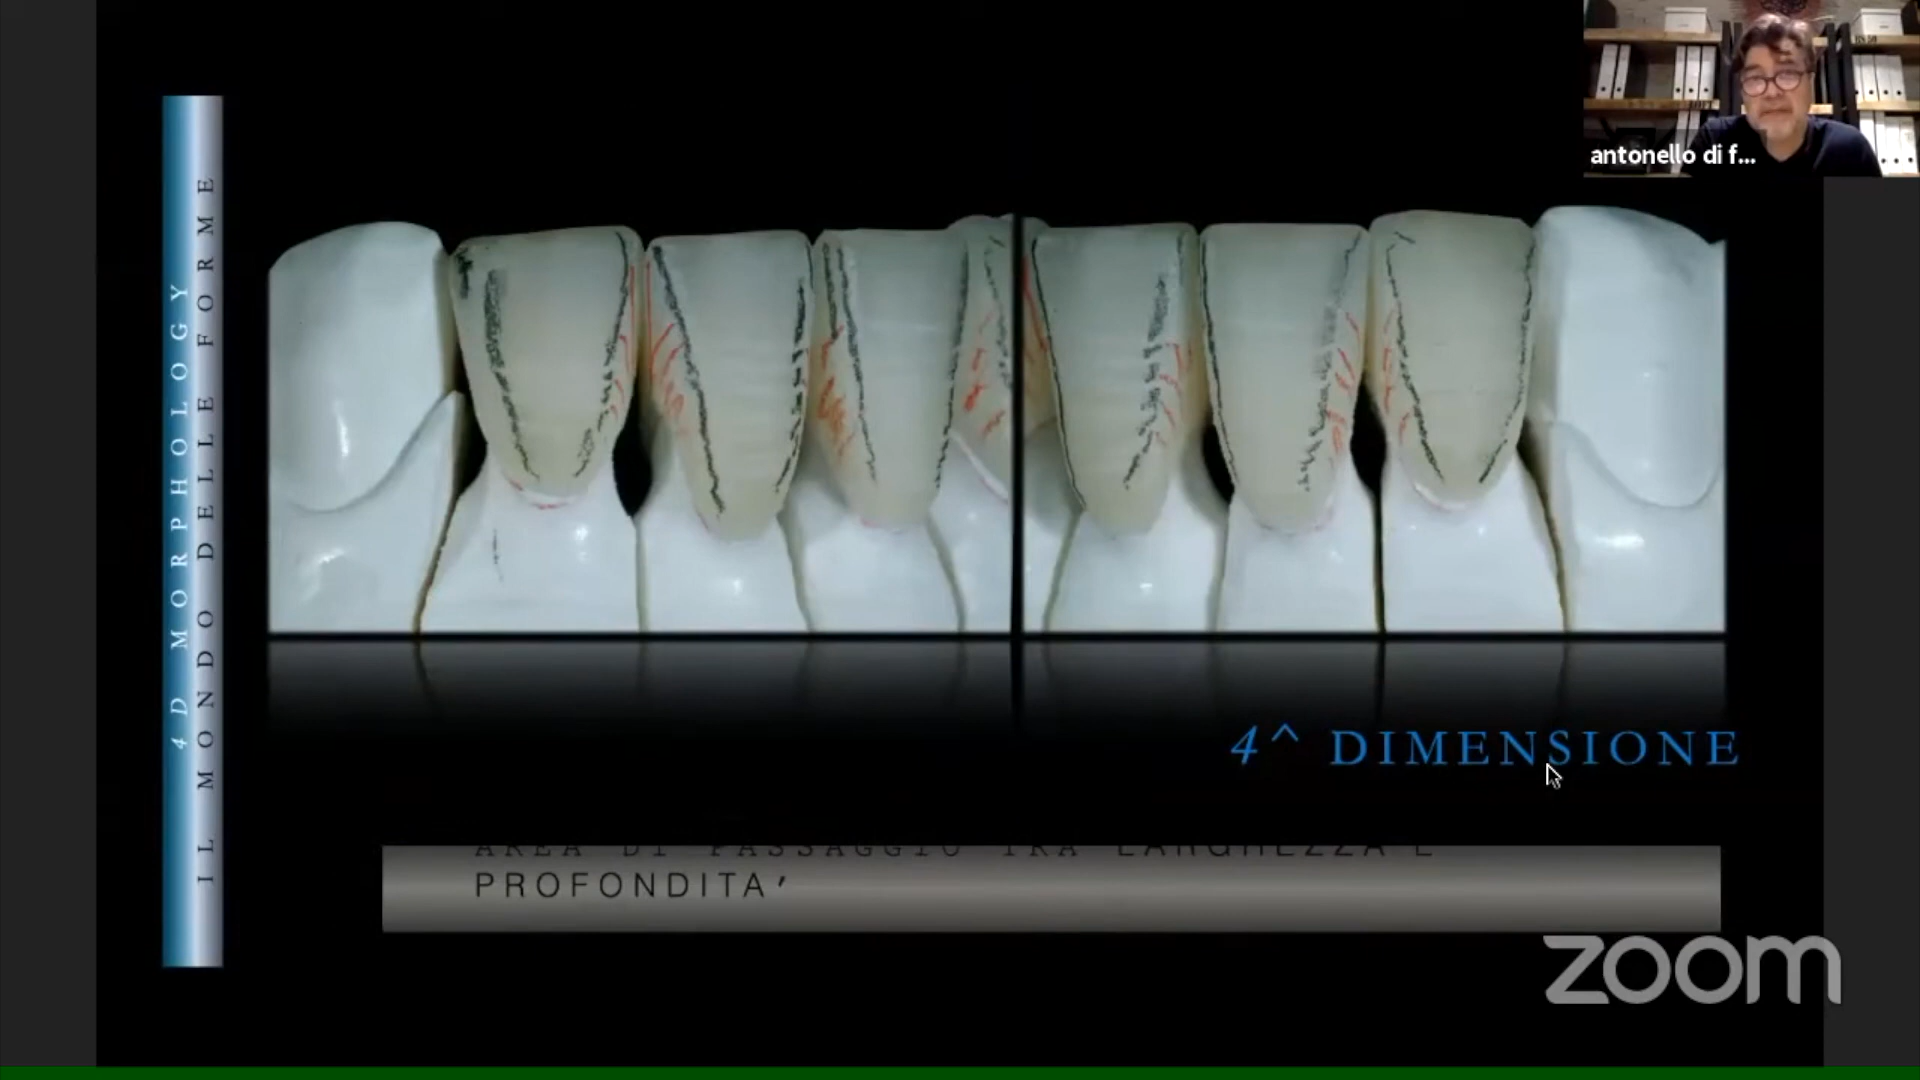 antonello di f...
4D MORPHOLOGY
IL MONDO DELLE FORME
4^ DIMENSIONE
AREA DI PASSAGGIO TRA LARGHEZZA E
PROFONDITA'
zoom